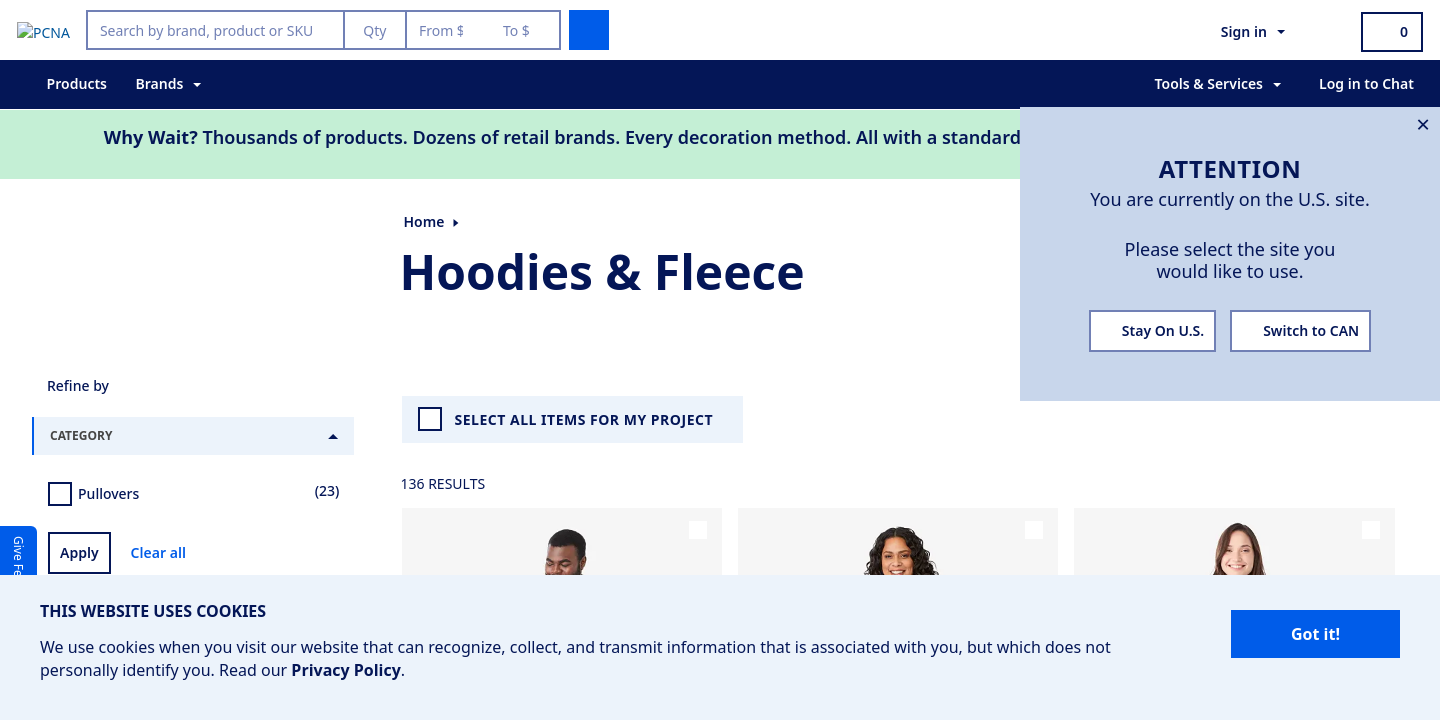 PCNA
Search by brand, product or SKU
Qty
From $
To $
Sign in
0
Products
Brands
Tools & Services
Log in to Chat
Why Wait? Thousands of products. Dozens of retail brands. Every decoration method. All with a standard
×
ATTENTION
You are currently on the U.S. site.
Please select the site you
would like to use.
Stay On U.S.
Switch to CAN
Home
Hoodies & Fleece
Refine by
CATEGORY
Pullovers
(23)
Apply
Clear all
SELECT ALL ITEMS FOR MY PROJECT
136 RESULTS
Give Fe
THIS WEBSITE USES COOKIES
We use cookies when you visit our website that can recognize, collect, and transmit information that is associated with you, but which does not
personally identify you. Read our Privacy Policy.
Got it!